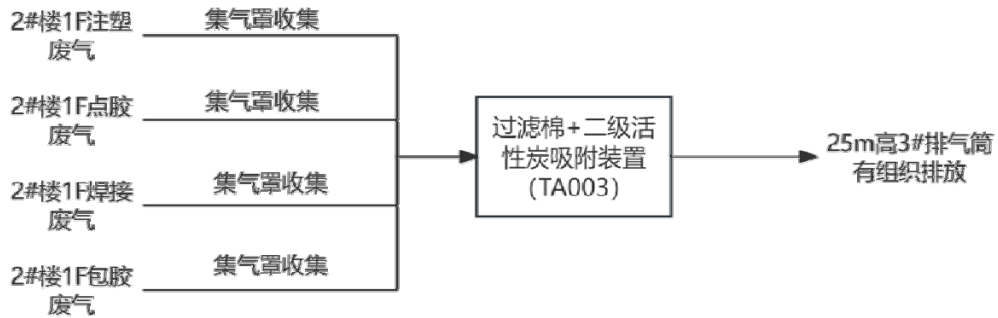 2#楼1F注塑
废气
集气罩收集
2#楼1F点胶
废气
集气罩收集
2#楼1F焊接
废气
集气罩收集
2#楼1F包胶
废气
集气罩收集
过滤棉+二级活
性炭吸附装置
（TA003）
25m高3#排气筒
有组织排放